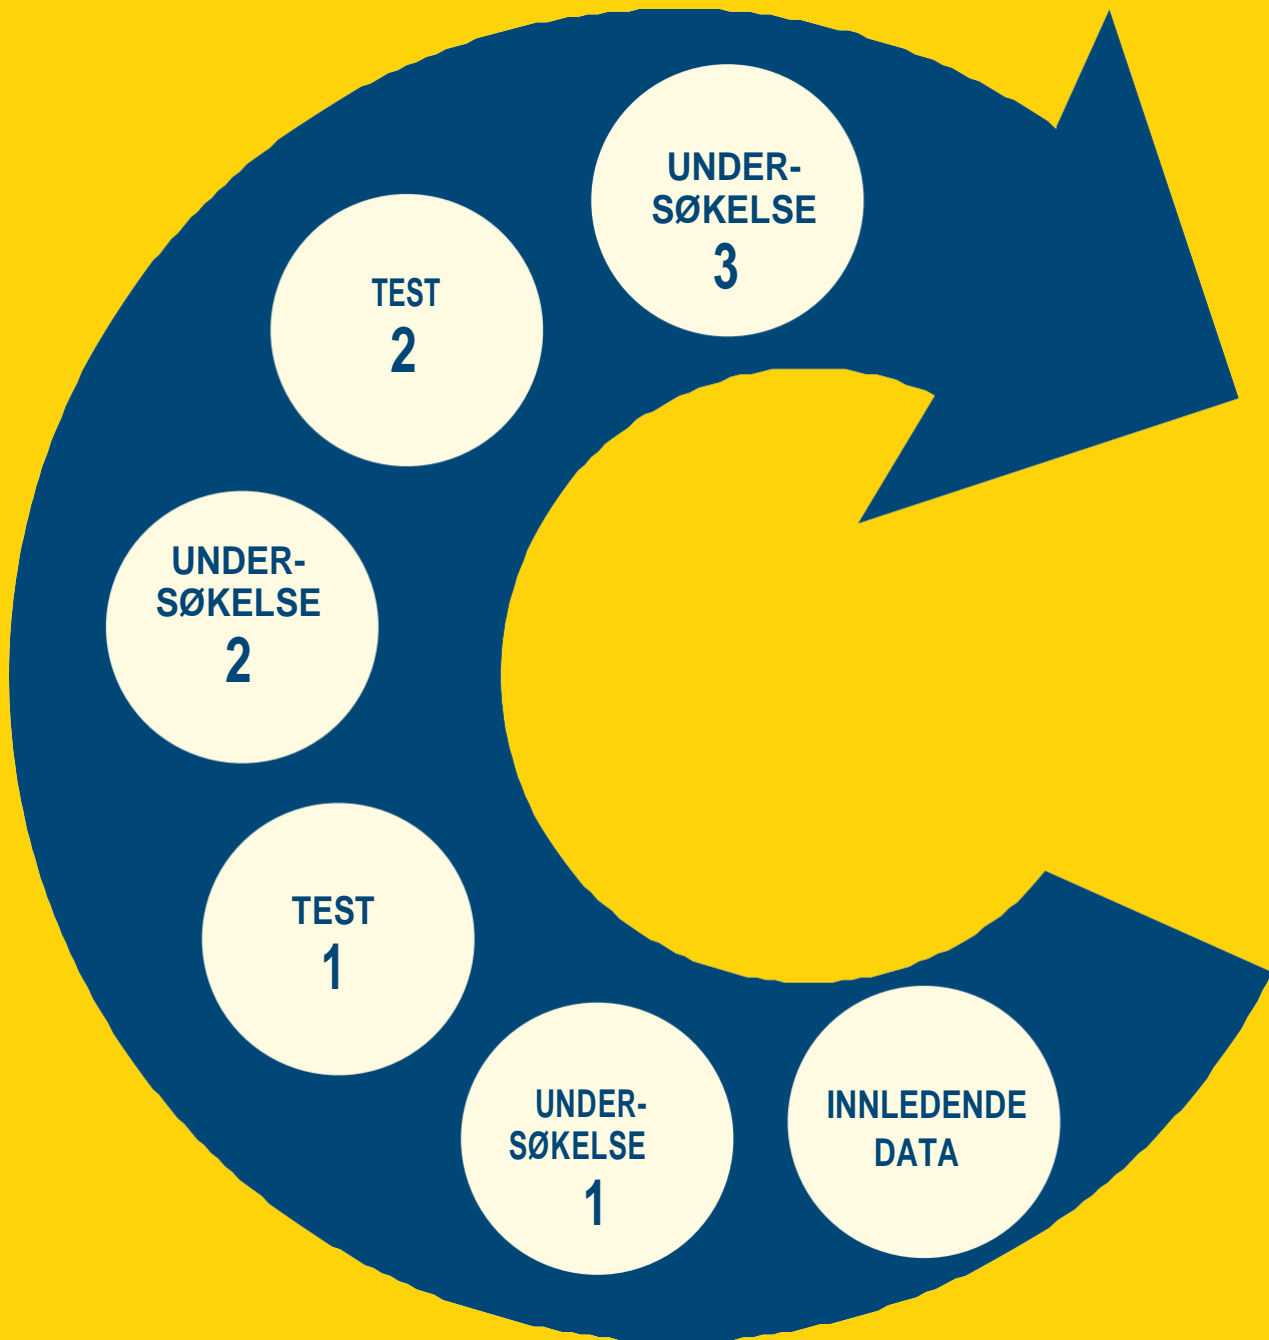 UNDER-
SØKELSE
3
TEST
2
UNDER-
SØKELSE
2
TEST
1
UNDER-
SØKELSE
1
INNLEDENDE
DATA